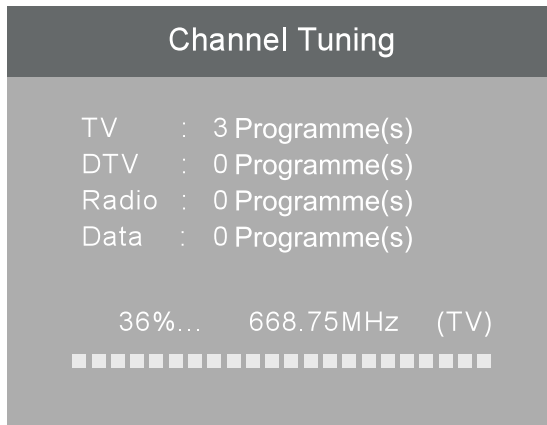 Channel Tuning
TV : 3 Programme(s)
DTV : 0 Programme(s)
Radio : 0 Programme(s)
Data : 0 Programme(s)
36%... 668.75MHz (TV)